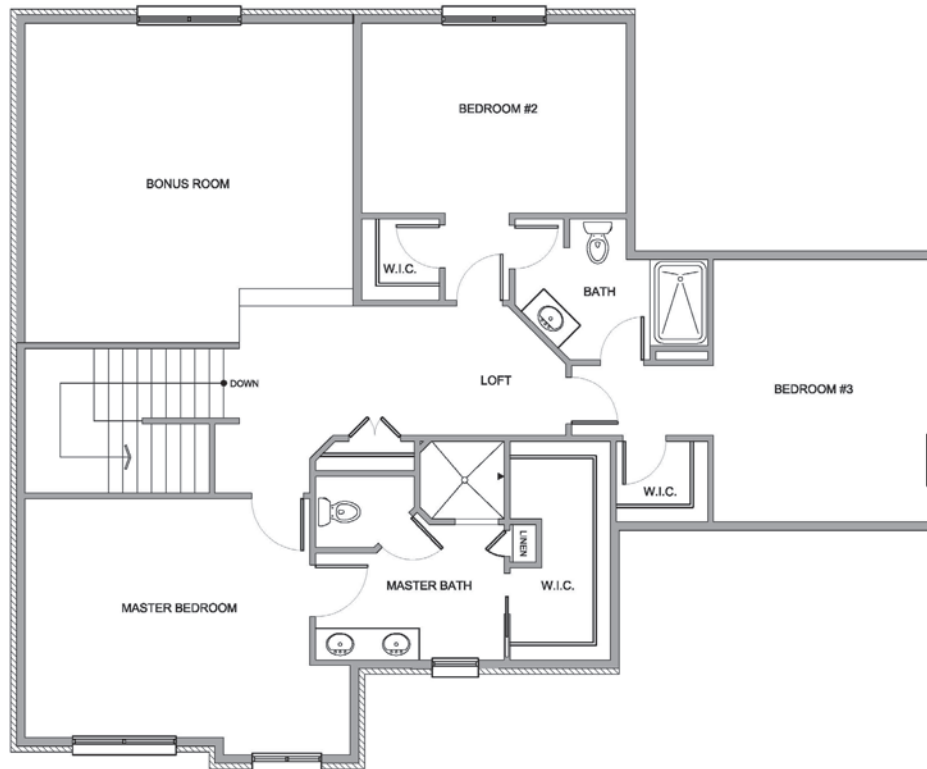 BEDROOM #2
BONUS ROOM
W.I.C.
BATH
DOWN
LOFT
BEDROOM #3
W.I.C.
LINEN
MASTER BATH
W.I.C.
MASTER BEDROOM